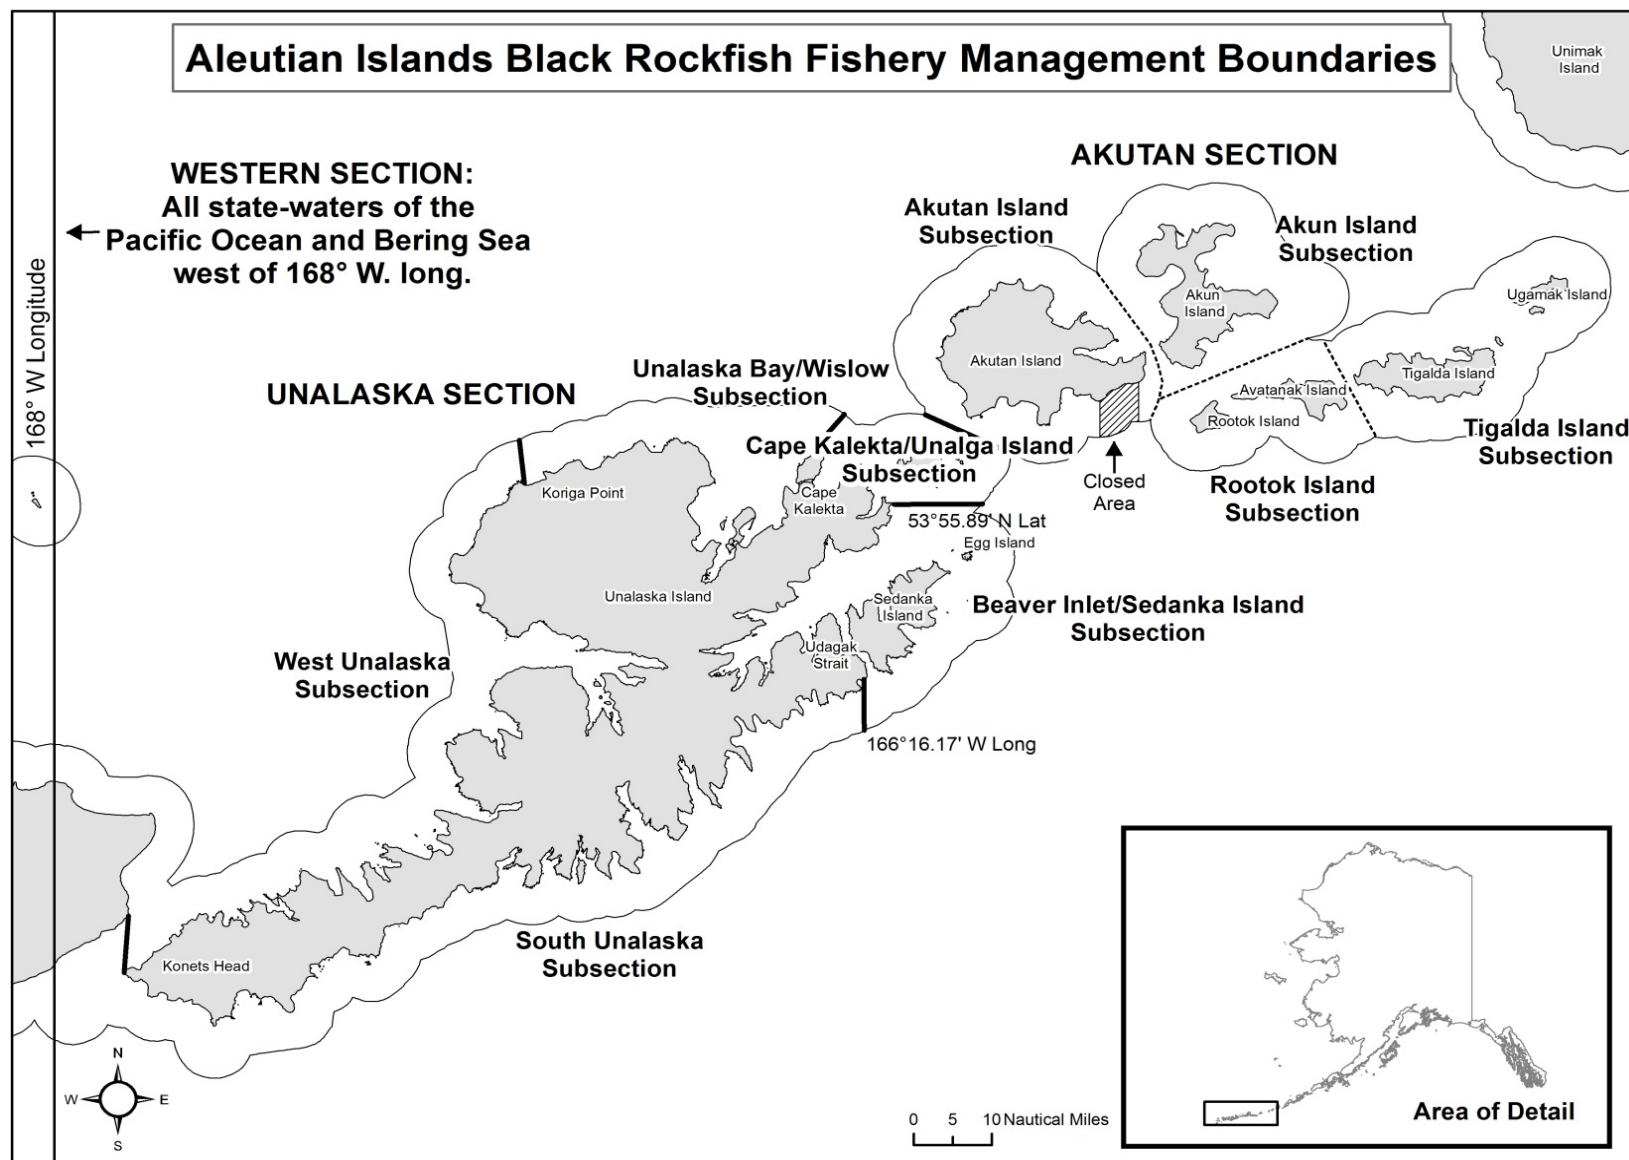 Aleutian Islands Black Rockfish Fishery Management Boundaries
Unimak
Island
WESTERN SECTION:
All state-waters of the
Pacific Ocean and Bering Sea
west of 168° W. long.
168° W Longitude
AKUTAN SECTION
Akutan Island
Subsection
Akun Island
Subsection
Akun
Island
Ugamak Island
Akutan Island
Tigalda Island
Avatanak Island
Rootok Island
Tigalda Island
Subsection
Rootok Island
Subsection
Closed
Area
UNALASKA SECTION
Unalaska Bay/Wislow
Subsection
Cape Kalekta/Unalga Island
Subsection
Koriga Point
Cape
Kalekta
53°55.89' N Lat
Egg Island
Unalaska Island
Sedanka
Island
Beaver Inlet/Sedanka Island
Subsection
Udagak
Strait
West Unalaska
Subsection
166°16.17' W Long
South Unalaska
Subsection
Konets Head
N
W
E
S
0 5 10 Nautical Miles
Area of Detail